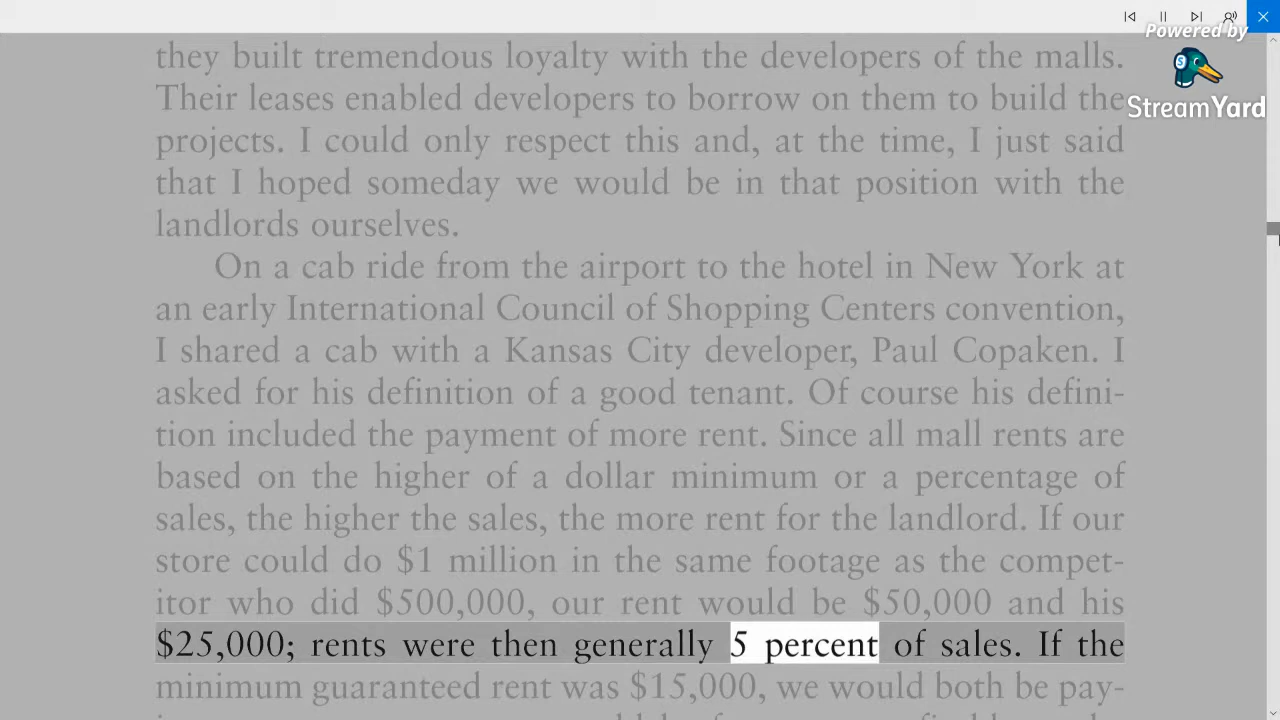 Powered by
StreamYard
they built tremendous loyalty with the developers of the malls.
Their leases enabled developers to borrow on them to build the
projects. I could only respect this and, at the time, I just said
that I hoped someday we would be in that position with the
landlords ourselves.
On a cab ride from the airport to the hotel in New York at
an early International Council of Shopping Centers convention,
I shared a cab with a Kansas City developer, Paul Copaken. I
asked for his definition of a good tenant. Of course his defini-
tion included the payment of more rent. Since all mall rents are
based on the higher of a dollar minimum or a percentage of
sales, the higher the sales, the more rent for the landlord. If our
store could do $1 million in the same footage as the compet-
itor who did $500,000, our rent would be $50,000 and his
$25,000; rents were then generally 5 percent of sales. If the
minimum guaranteed rent was $15,000, we would both be pay-